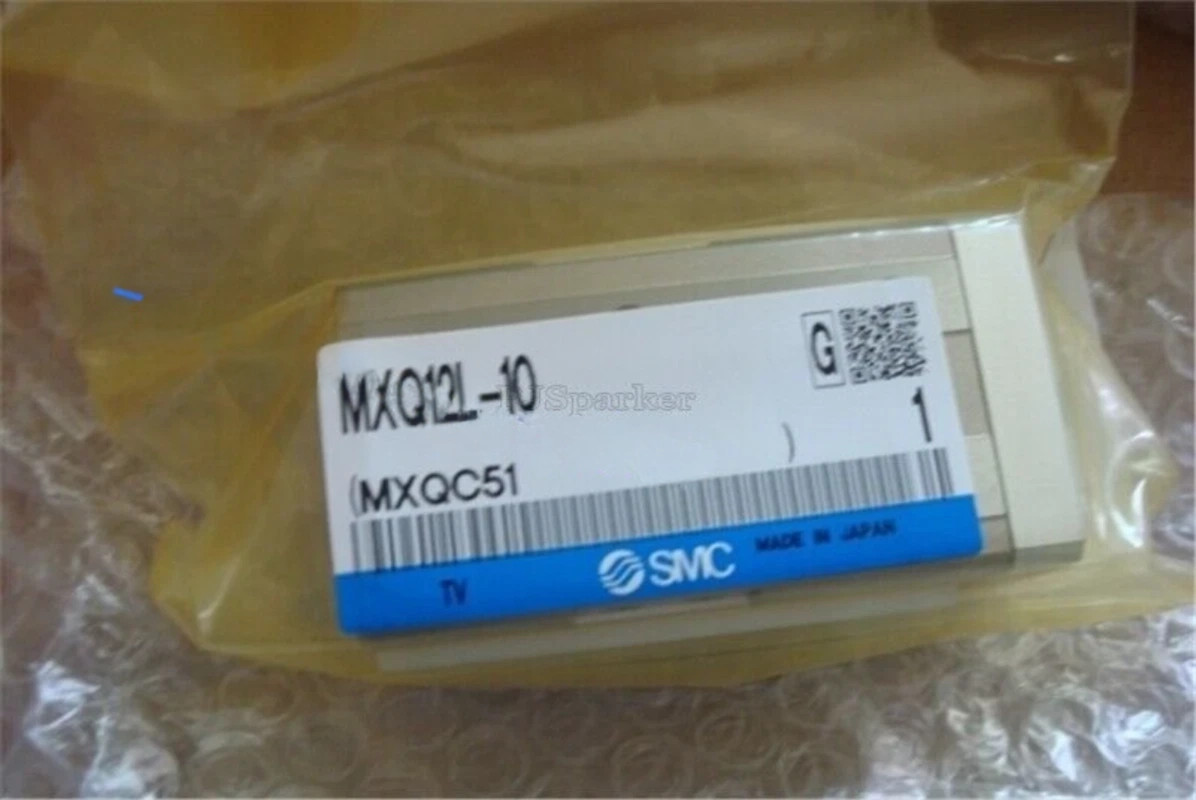 MXQ12L-10
G
1
(MXQC51 )
TV SMC MADE IN JAPAN